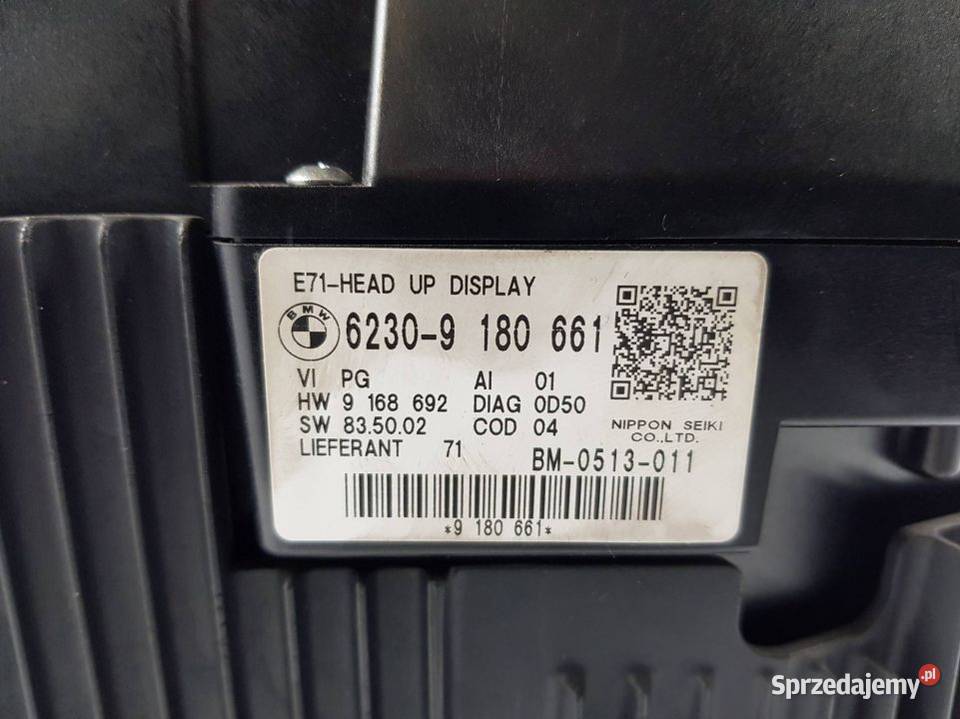 E71-HEAD UP DISPLAY
BMW
6230-9 180 661
VI PG AI 01
HW 9 168 692 DIAG 0D50
SW 83.50.02 COD 04
LIEFERANT 71
NIPPON SEIKI
CO.,LTD.
BM-0513-011
*9 180 661*
Sprzedajemy.pl